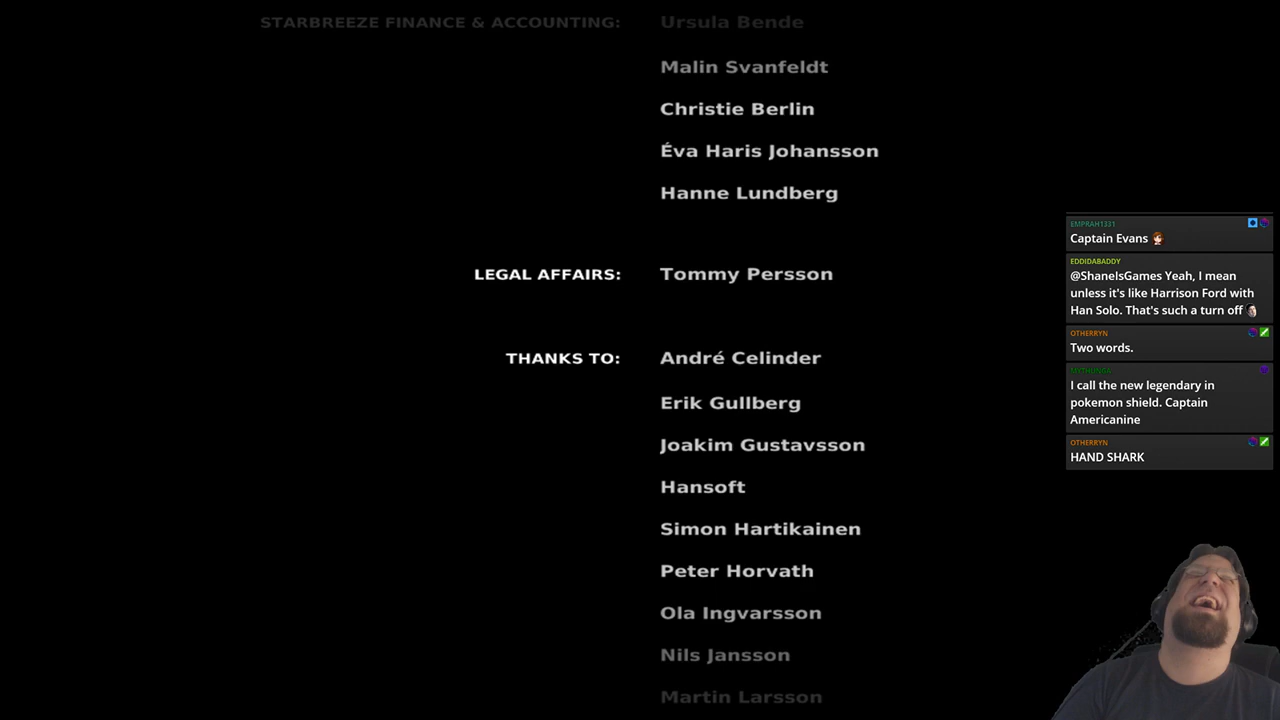 STARBREEZE FINANCE & ACCOUNTING: Ursula Bende
Malin Svanfeldt
Christie Berlin
Éva Haris Johansson
Hanne Lundberg
LEGAL AFFAIRS: Tommy Persson
THANKS TO: André Celinder
Erik Gullberg
Joakim Gustavsson
Hansoft
Simon Hartikainen
Peter Horvath
Ola Ingvarsson
Nils Jansson
Martin Larsson
EMPRAH1331
Captain Evans
EDDIDABADDY
@ShaneIsGames Yeah, I mean
unless it's like Harrison Ford with
Han Solo. That's such a turn off
OTHERRYN
Two words.
I call the new legendary in
pokemon shield. Captain
Americanine
OTHERRYN
HAND SHARK